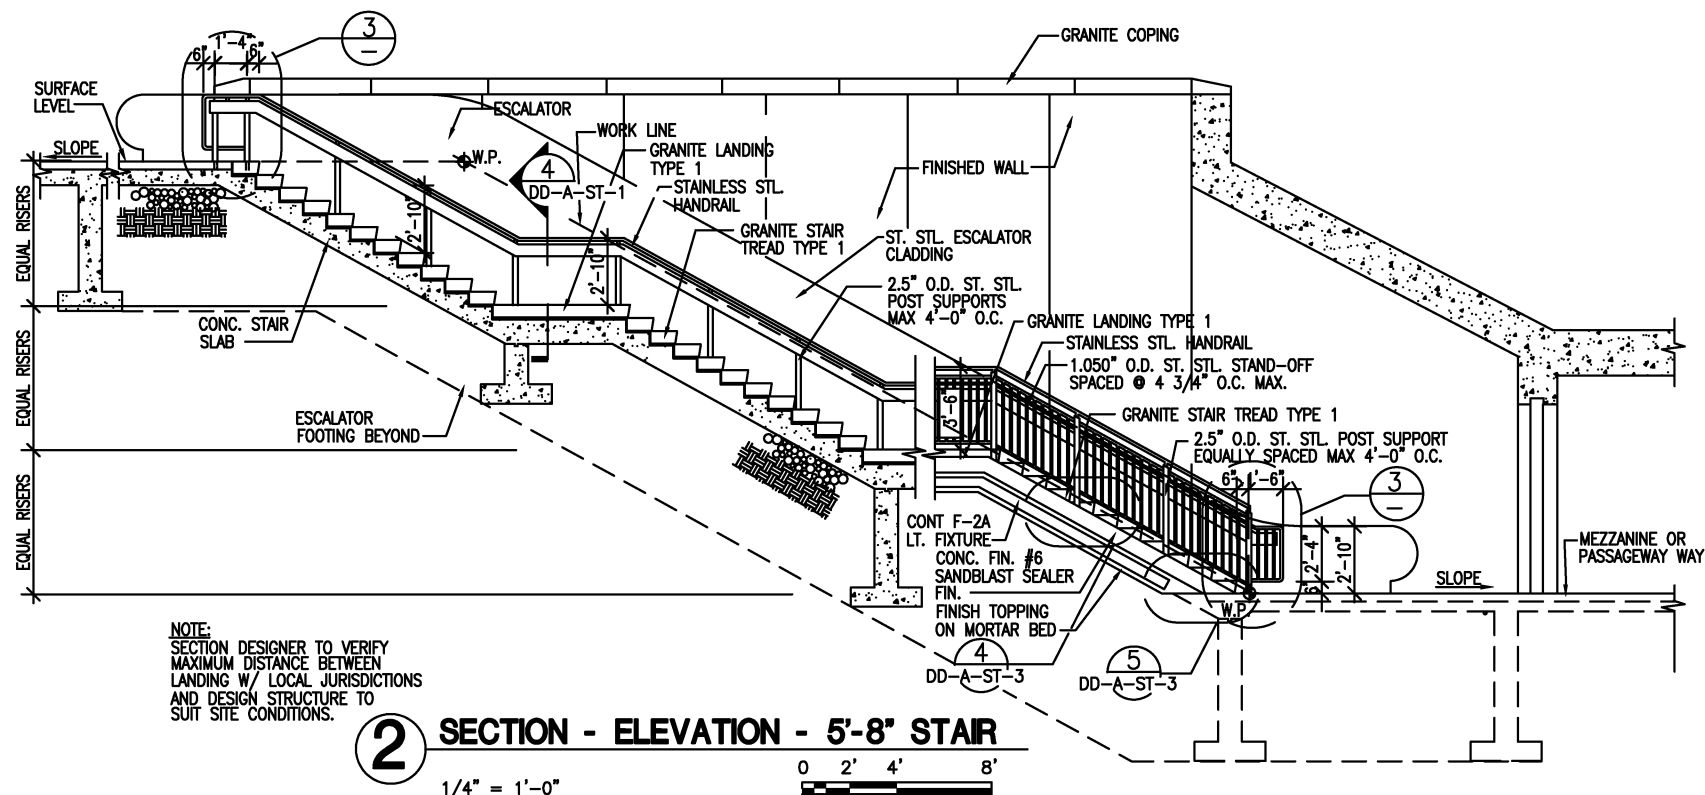 3
—
6" 1'-4" 6"
GRANITE COPING
SURFACE
LEVEL
ESCALATOR
WORK LINE
GRANITE LANDING
TYPE 1
SLOPE
W.P.
4
DD-A-ST-1
FINISHED WALL
STAINLESS STL.
HANDRAIL
EQUAL RISERS
2'-10"
GRANITE STAIR
TREAD TYPE 1
2'-10"
ST. STL. ESCALATOR
CLADDING
2.5" O.D. ST. STL.
POST SUPPORTS
MAX 4'-0" O.C.
CONC. STAIR
SLAB
GRANITE LANDING TYPE 1
STAINLESS STL. HANDRAIL
1.050" O.D. ST. STL. STAND-OFF
SPACED @ 4 3/4" O.C. MAX.
EQUAL RISERS
ESCALATOR
FOOTING BEYOND
3'-6"
GRANITE STAIR TREAD TYPE 1
2.5" O.D. ST. STL. POST SUPPORT
EQUALLY SPACED MAX 4'-0" O.C.
6" 1'-6"
3
—
EQUAL RISERS
CONT F-2A
LT. FIXTURE
CONC. FIN. #6
SANDBLAST SEALER
FIN.
FINISH TOPPING
ON MORTAR BED
2'-4"
2'-10"
6"
MEZZANINE OR
PASSAGEWAY WAY
SLOPE
W.P.
4
DD-A-ST-3
5
DD-A-ST-3
NOTE:
SECTION DESIGNER TO VERIFY
MAXIMUM DISTANCE BETWEEN
LANDING W/ LOCAL JURISDICTIONS
AND DESIGN STRUCTURE TO
SUIT SITE CONDITIONS.
2 SECTION - ELEVATION - 5'-8" STAIR
1/4" = 1'-0"
0 2' 4' 8'